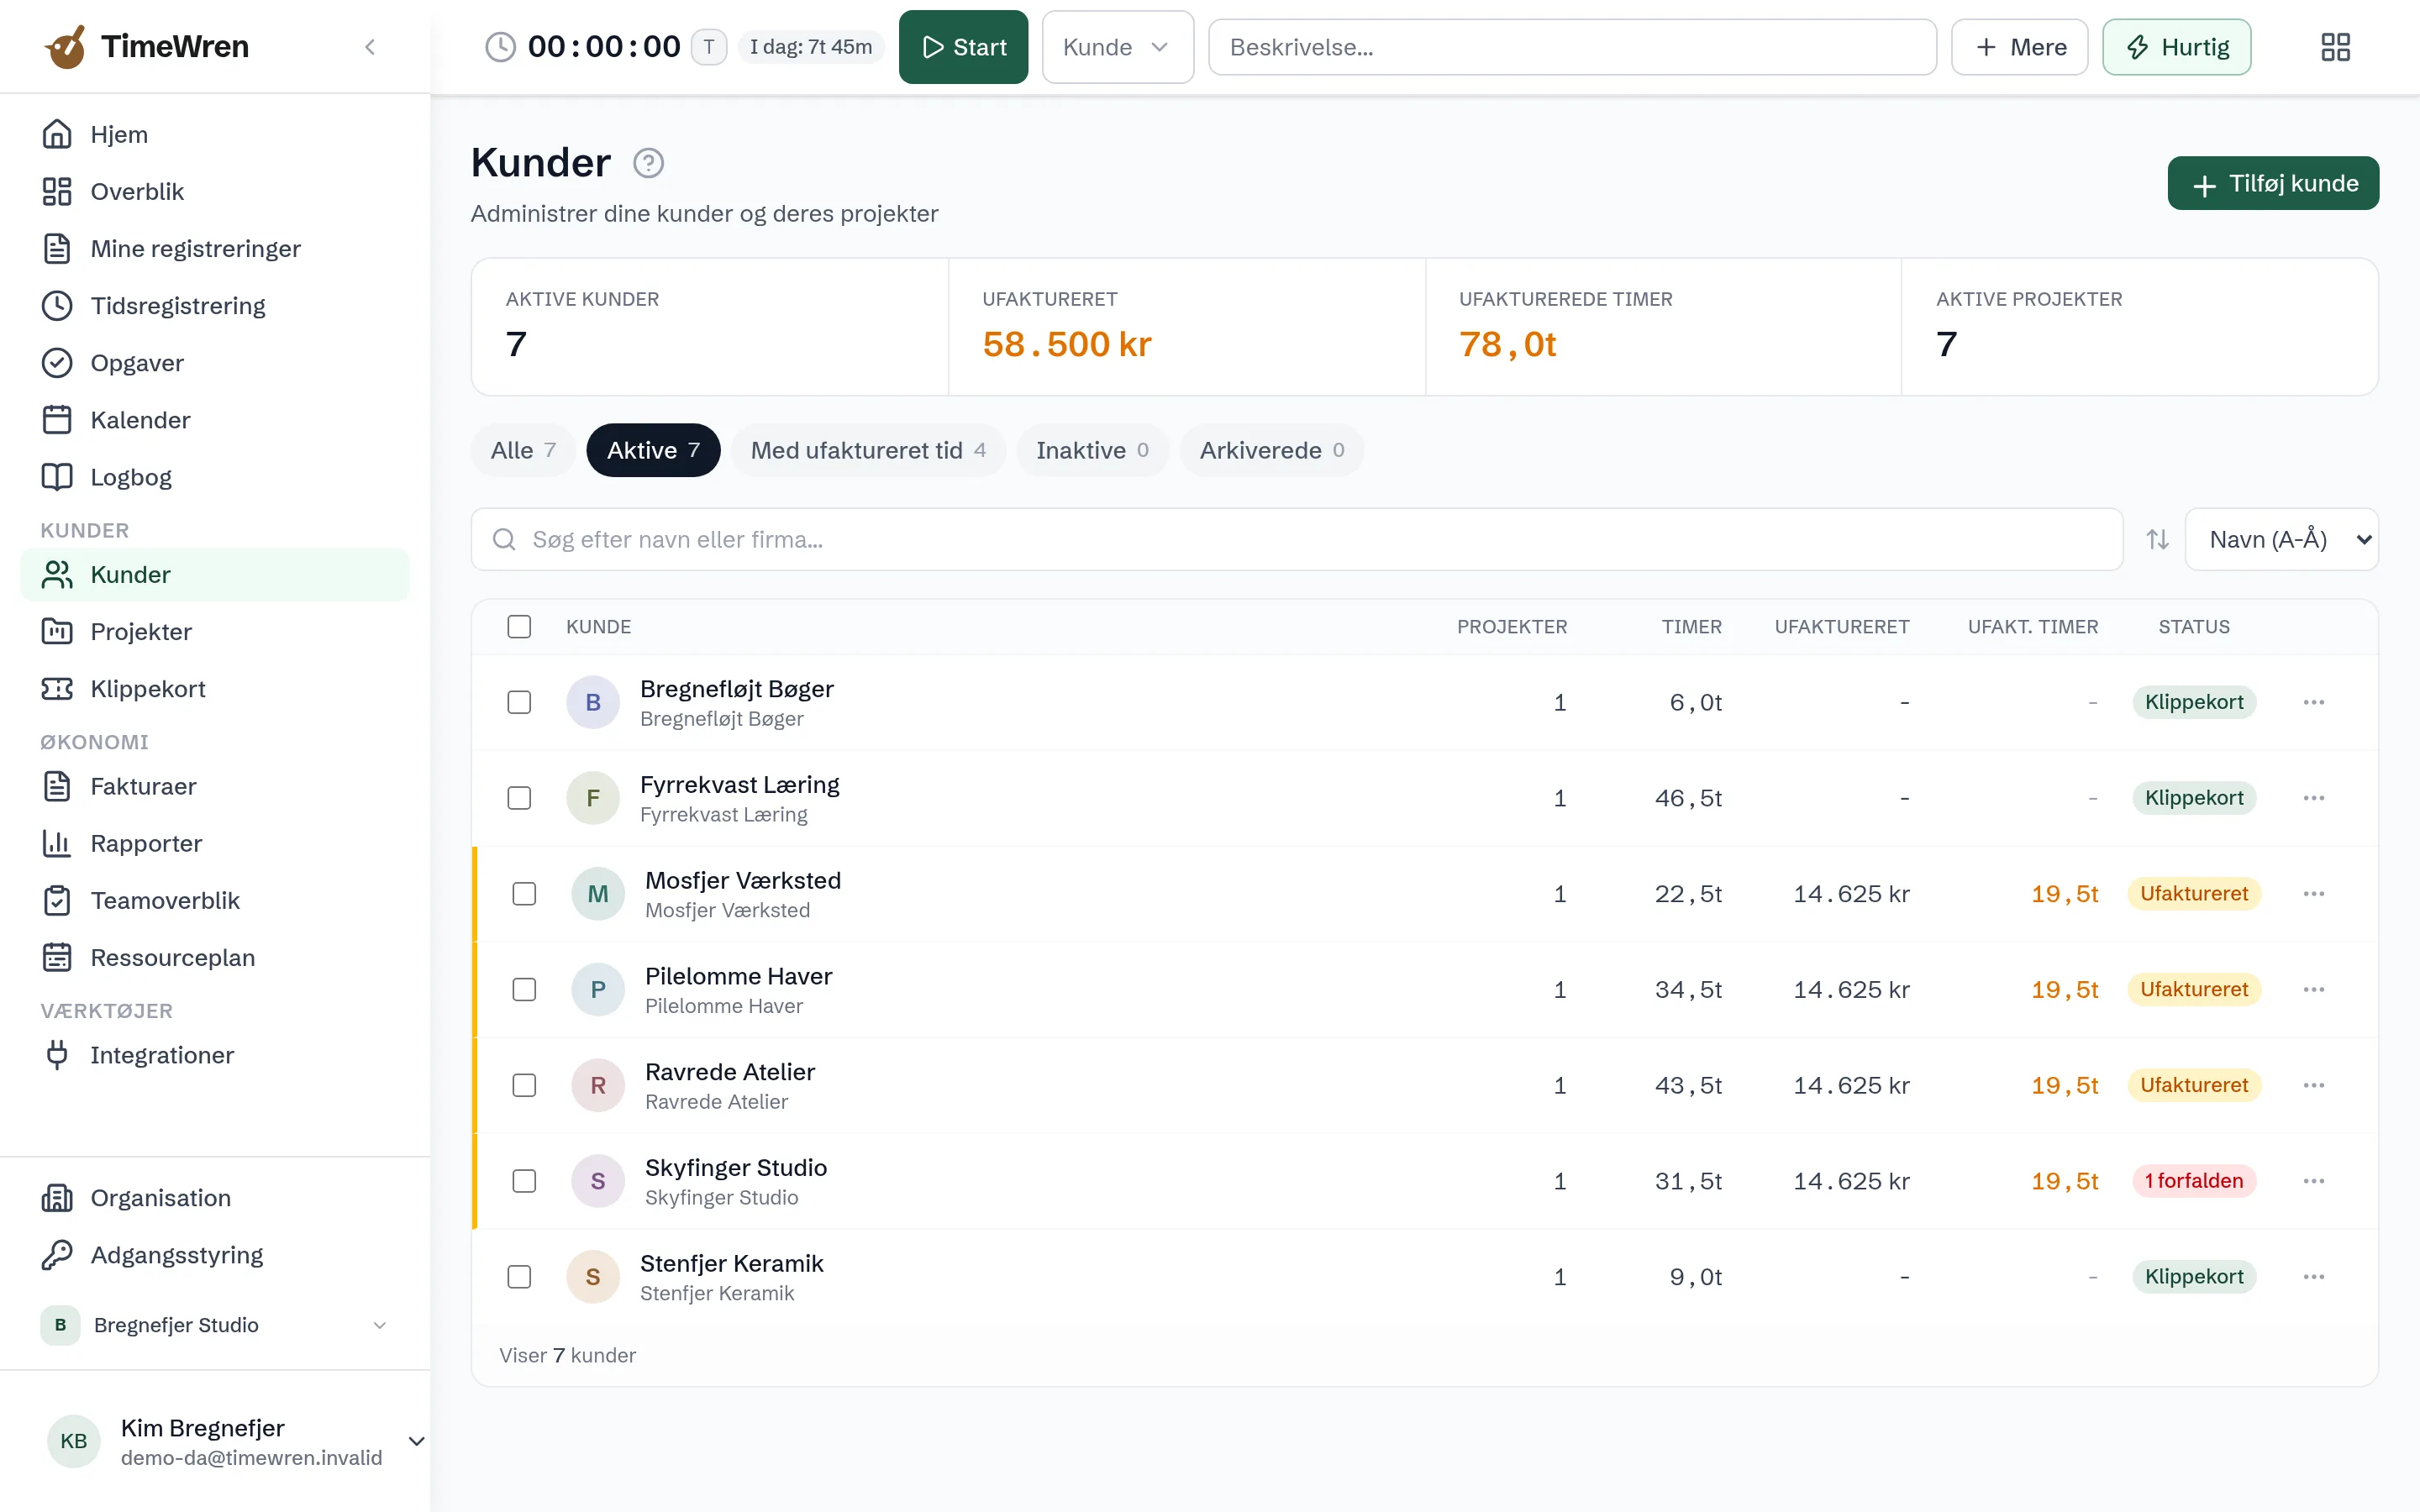 TimeWren
00:00:00 T I dag: 7t 45m Start Kunde Beskrivelse... Mere Hurtig
Hjem
Overblik
Mine registreringer
Tidsregistrering
Opgaver
Kalender
Logbog
KUNDER
Kunder
Projekter
Klippekort
ØKONOMI
Fakturaer
Rapporter
Teamoverblik
Ressourceplan
VÆRKTØJER
Integrationer
Organisation
Adgangsstyring
B Bregnefjer Studio
KB Kim Bregnefjer
demo-da@timewren.invalid
Kunder ?
Administrer dine kunder og deres projekter
+ Tilføj kunde
AKTIVE KUNDER UFAKTURERET UFAKTUREREDE TIMER AKTIVE PROJEKTER
7 58.500 kr 78,0t 7
Alle 7 Aktive 7 Med ufaktureret tid 4 Inaktive 0 Arkiverede 0
Søg efter navn eller firma... Navn (A-Å)
KUNDE PROJEKTER TIMER UFAKTURERET UFAKT. TIMER STATUS
B Bregnefløjt Bøger 1 6,0t - - Klippekort
Bregnefløjt Bøger
F Fyrrekvast Læring 1 46,5t - - Klippekort
Fyrrekvast Læring
M Mosfjer Værksted 1 22,5t 14.625 kr 19,5t Ufaktureret
Mosfjer Værksted
P Pilelomme Haver 1 34,5t 14.625 kr 19,5t Ufaktureret
Pilelomme Haver
R Ravrede Atelier 1 43,5t 14.625 kr 19,5t Ufaktureret
Ravrede Atelier
S Skyfinger Studio 1 31,5t 14.625 kr 19,5t 1 forfalden
Skyfinger Studio
S Stenfjer Keramik 1 9,0t - - Klippekort
Stenfjer Keramik
Viser 7 kunder